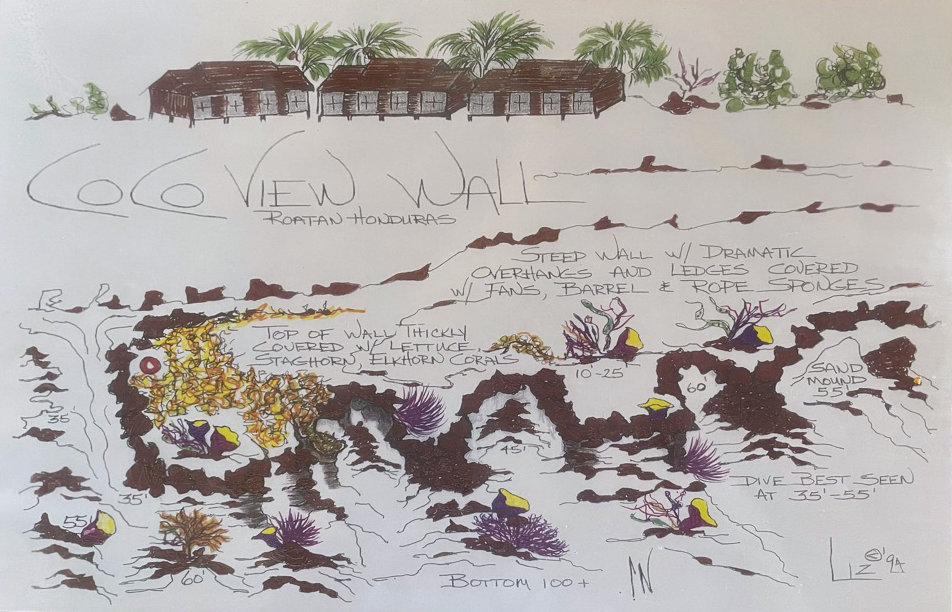 COCO VIEW WALL
ROATAN HONDURAS
STEEP WALL W/ DRAMATIC
OVERHANGS AND LEDGES COVERED
W/ FANS, BARREL & ROPE SPONGES
TOP OF WALL THICKLY
COVERED W/ LETTUCE,
STAGHORN, ELKHORN CORALS
10'-25'
60'
SAND
MOUND
55'
35'
45'
35'
DIVE BEST SEEN
AT 35'-55'
55'
60'
BOTTOM 100+
N
LIZ ©'94